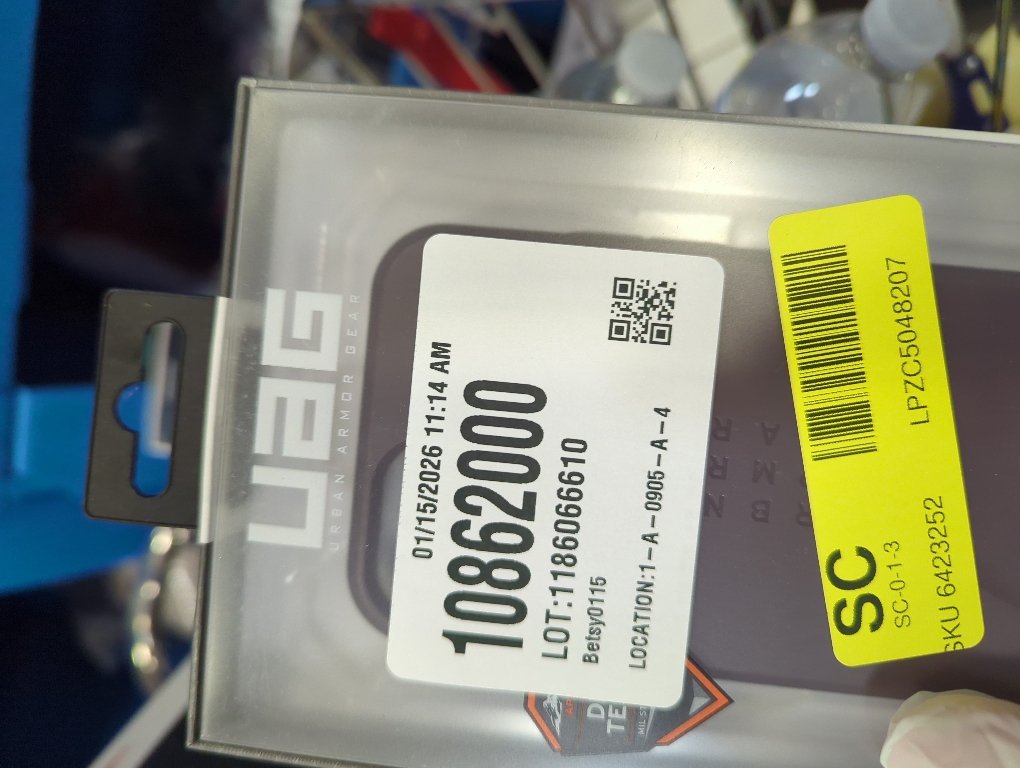 UAG
URBAN ARMOR GEAR
01/15/2026 11:14 AM
10862000
LOT:1186066610
Betsy0115
LOCATION:1-A-0905-A-4
SC
SC-0-1-3
SKU 6423252
LPZC5048207